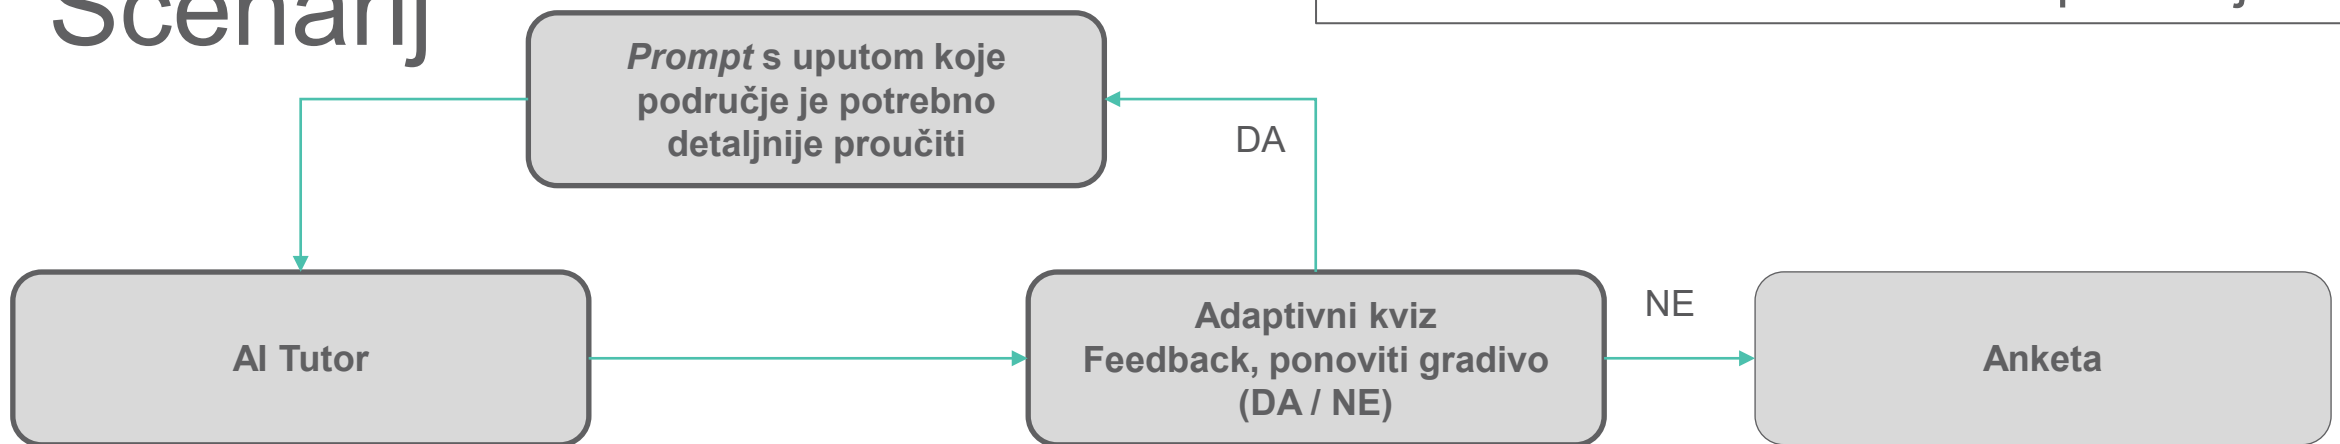 Scenarij
Prompt s uputom koje
područje je potrebno
detaljnije proučiti
DA
AI Tutor
Adaptivni kviz
Feedback, ponoviti gradivo
(DA / NE)
NE
Anketa